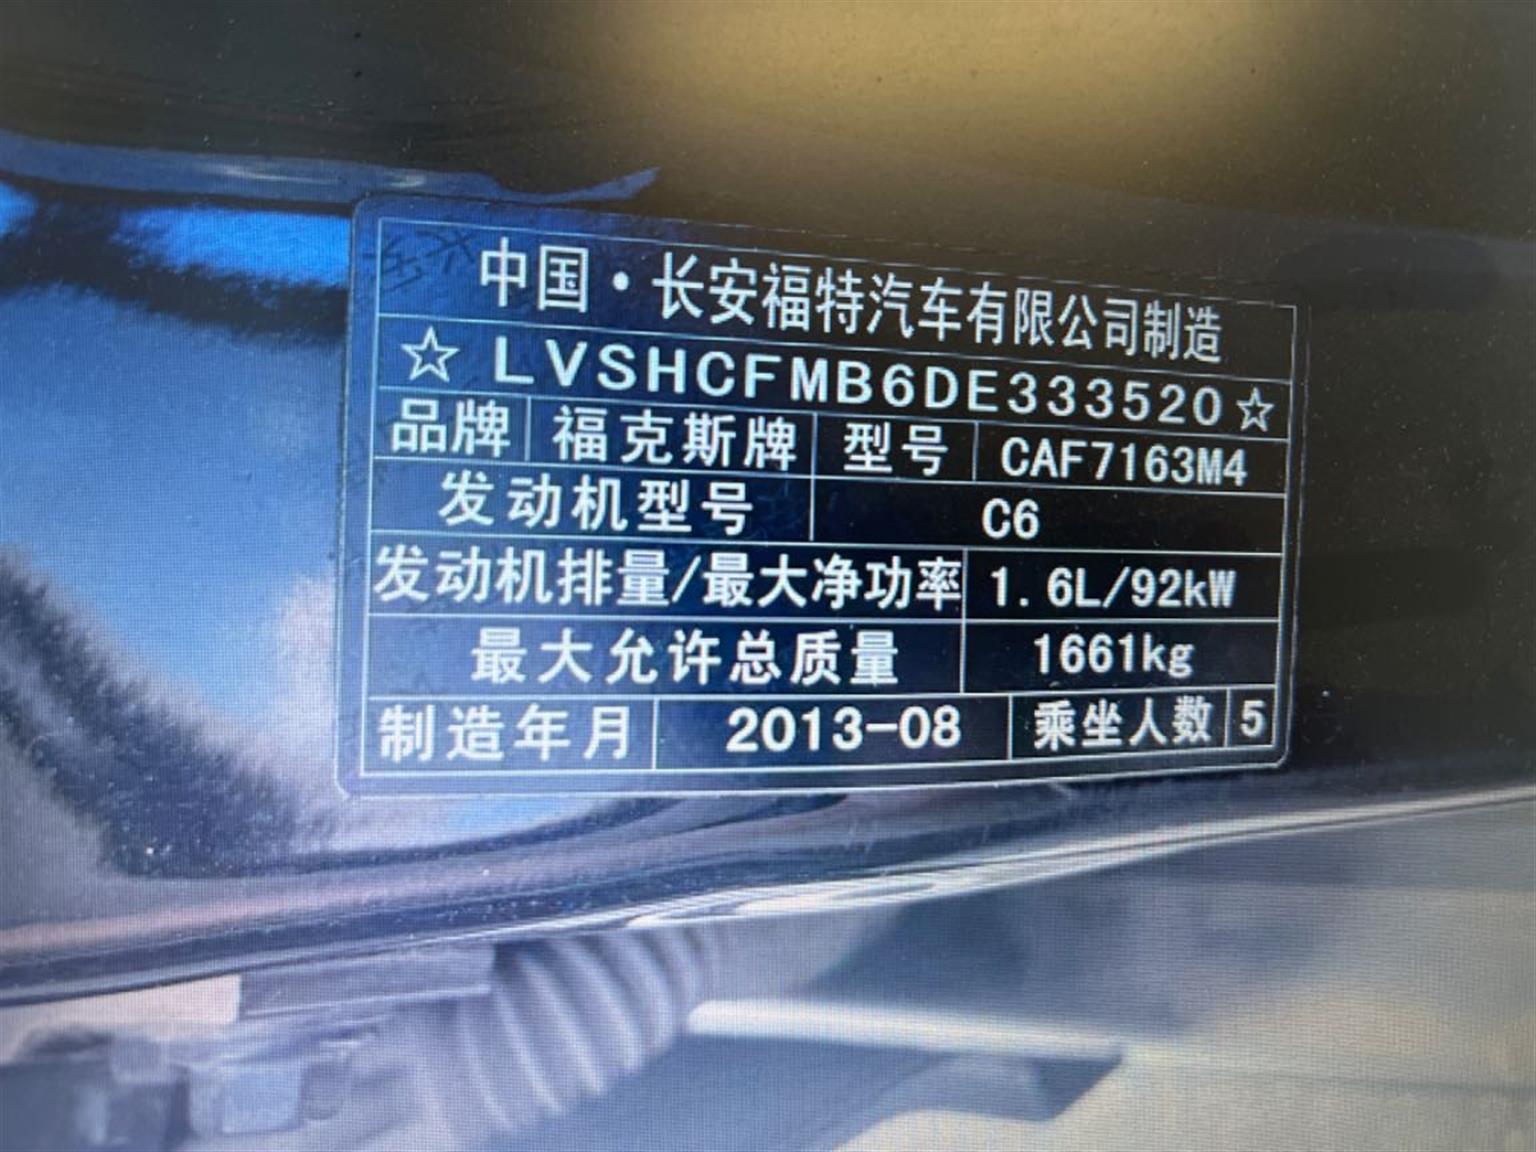 中国·长安福特汽车有限公司制造
☆LVSHCFMB6DE333520☆
品牌 福克斯牌 型号 CAF7163M4
发动机型号 C6
发动机排量/最大净功率 1.6L/92kW
最大允许总质量 1661kg
制造年月 2013-08 乘坐人数 5